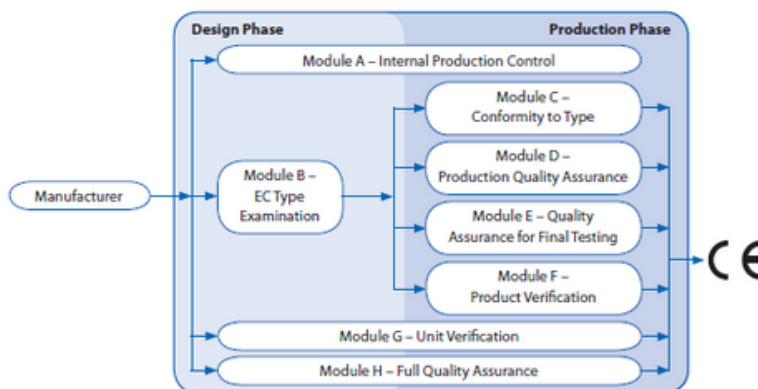 Design Phase
Production Phase
Module A – Internal Production Control
Module C –
Conformity to Type
Module B –
EC Type
Examination
Module D –
Production Quality Assurance
Manufacturer
Module E – Quality
Assurance for Final Testing
Module F –
Product Verification
CE
Module G – Unit Verification
Module H – Full Quality Assurance